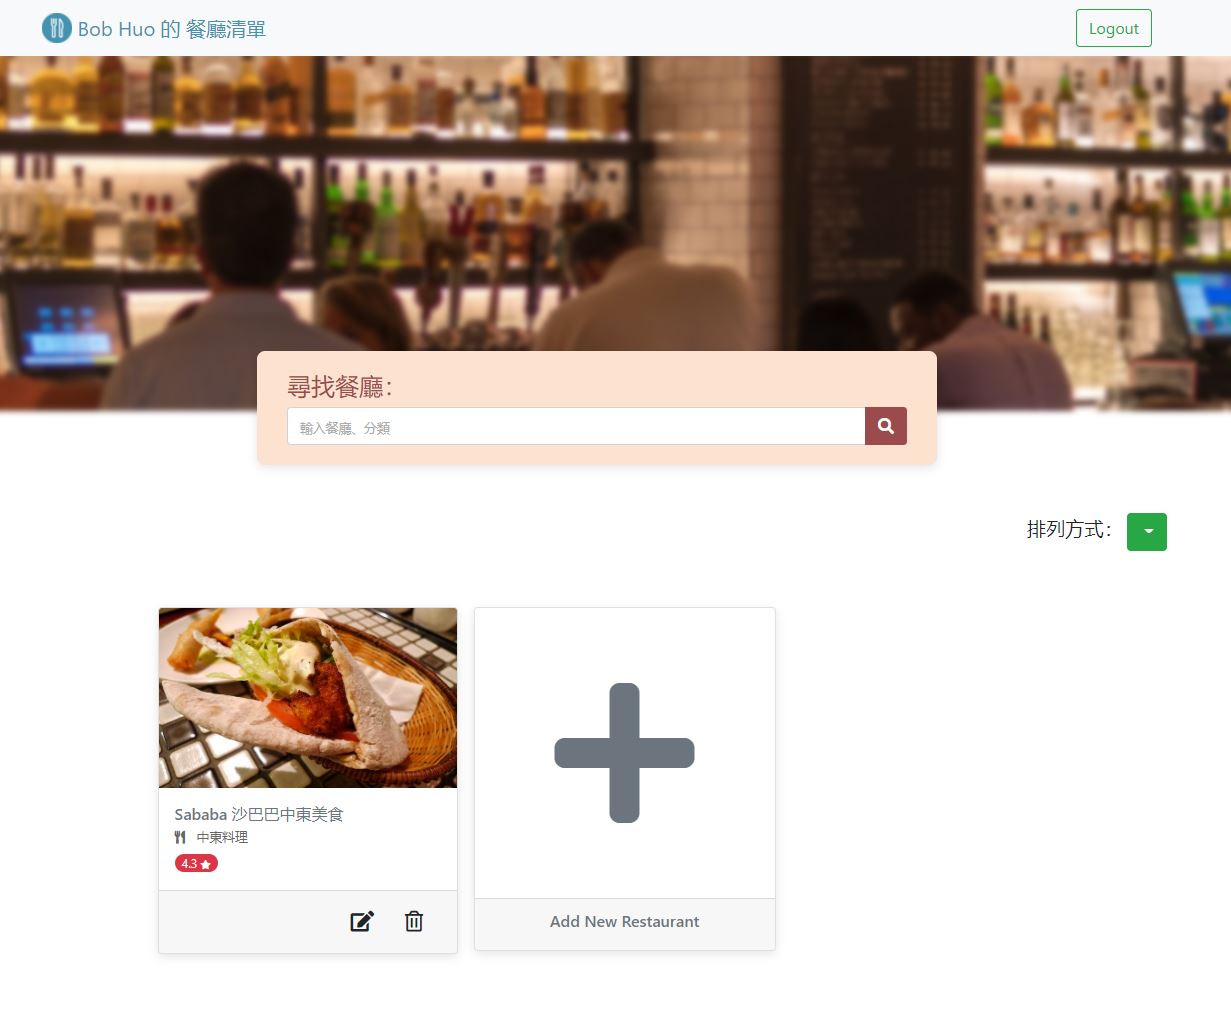 Bob Huo 的 餐廳清單
Logout
尋找餐廳：
輸入餐廳、分類
排列方式：
Sababa 沙巴巴中東美食
中東料理
4.3
Add New Restaurant